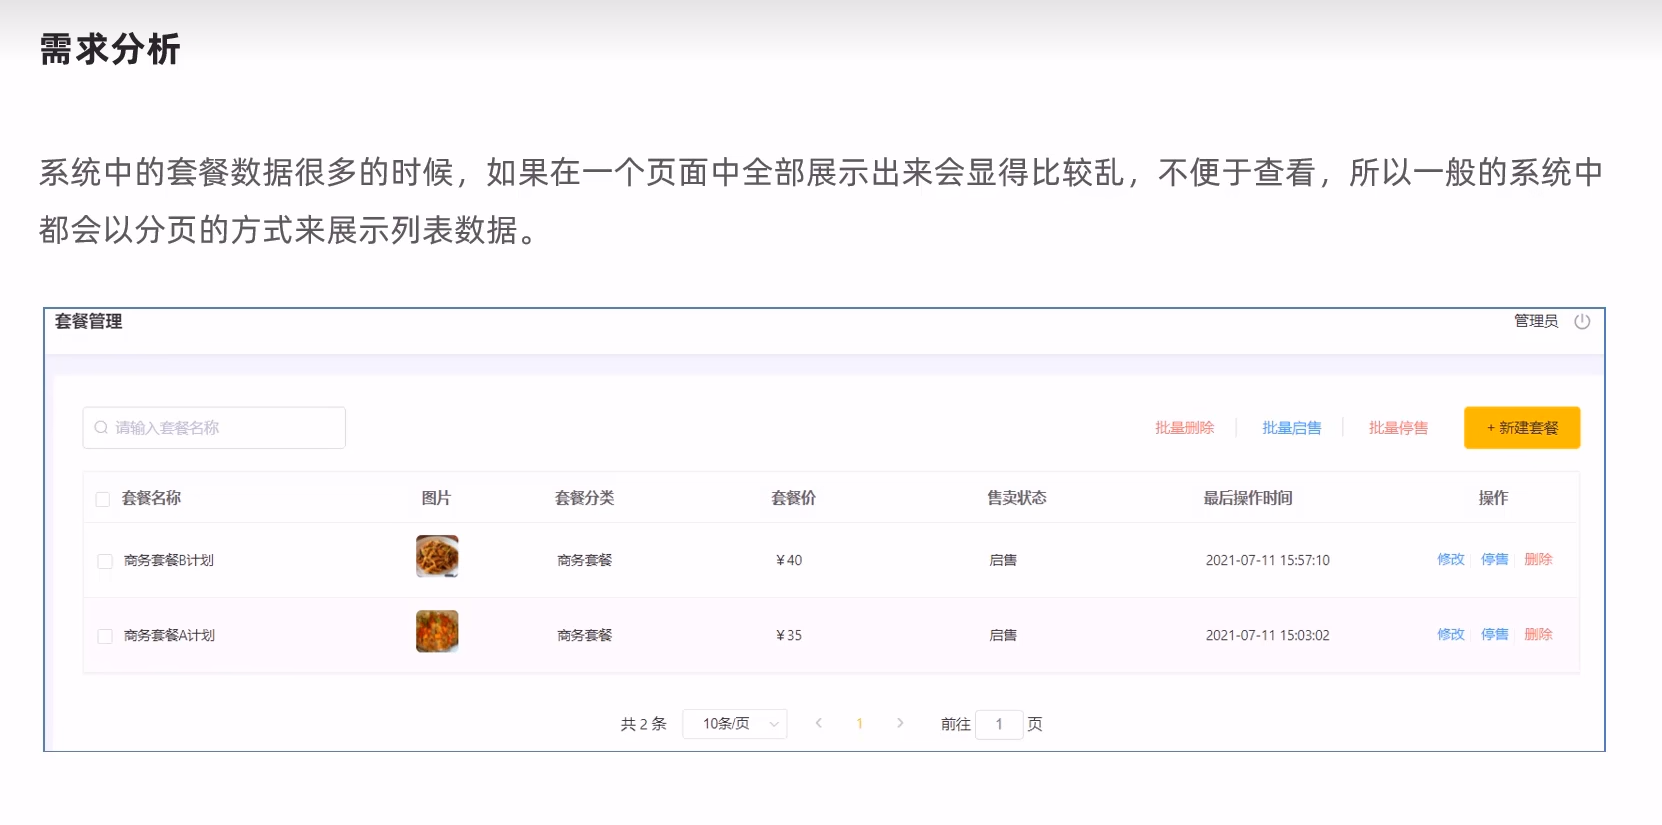 需求分析
系统中的套餐数据很多的时候，如果在一个页面中全部展示出来会显得比较乱，不便于查看，所以一般的系统中
都会以分页的方式来展示列表数据。
套餐管理 管理员
请输入套餐名称 批量删除 批量启售 批量停售 + 新建套餐
套餐名称 图片 套餐分类 套餐价 售卖状态 最后操作时间 操作
商务套餐B计划 商务套餐 ¥40 启售 2021-07-11 15:57:10 修改 停售 删除
商务套餐A计划 商务套餐 ¥35 启售 2021-07-11 15:03:02 修改 停售 删除
共 2 条 10条/页 1 前往 1 页